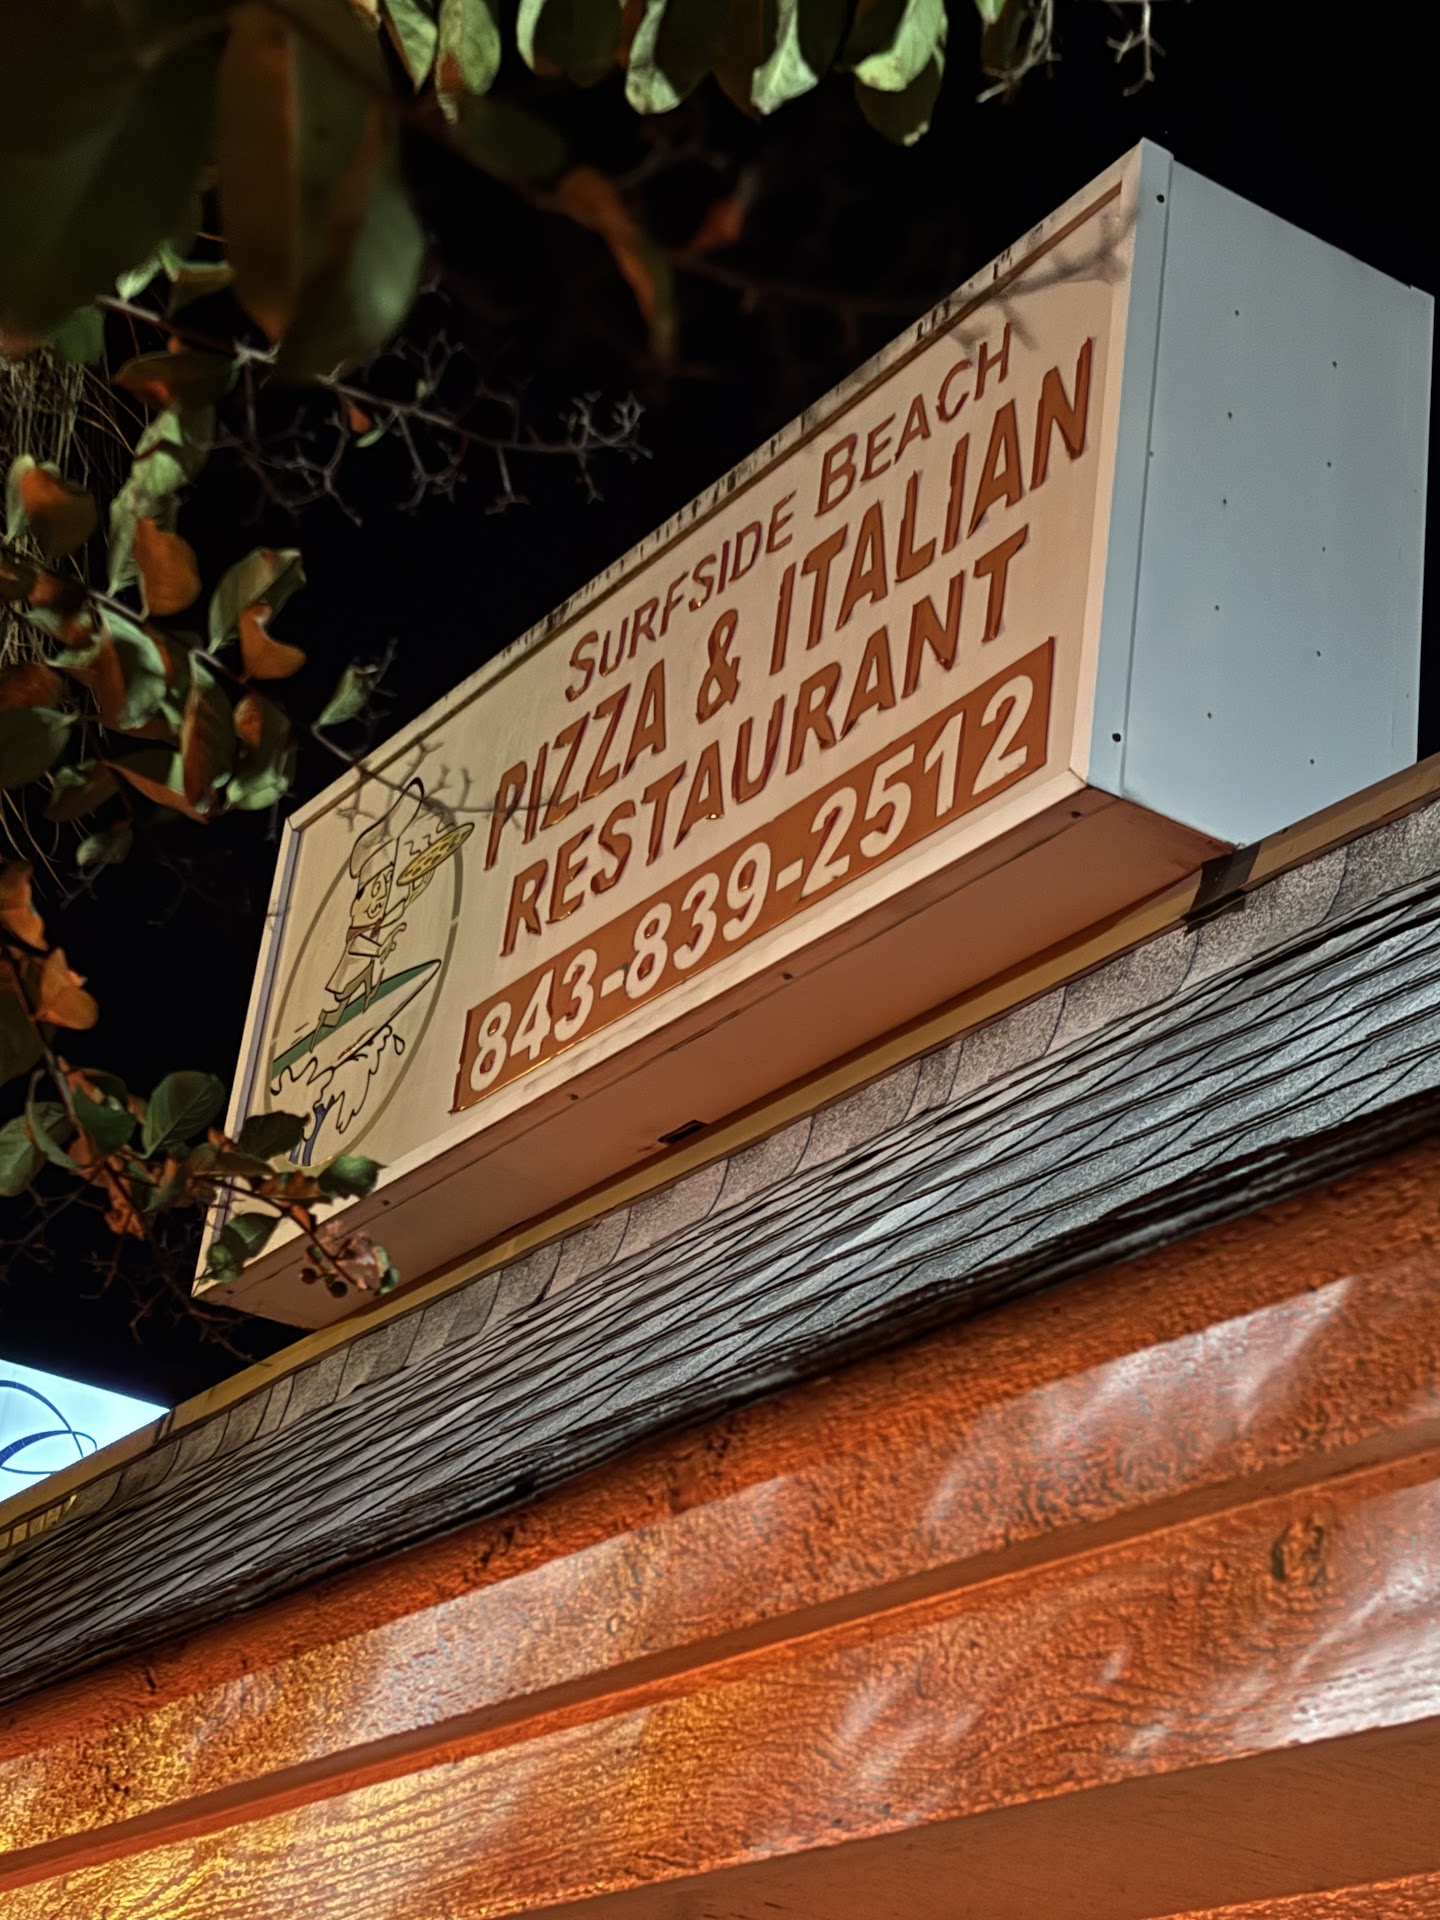 SURFSIDE BEACH
PIZZA & ITALIAN
RESTAURANT
843-839-2512